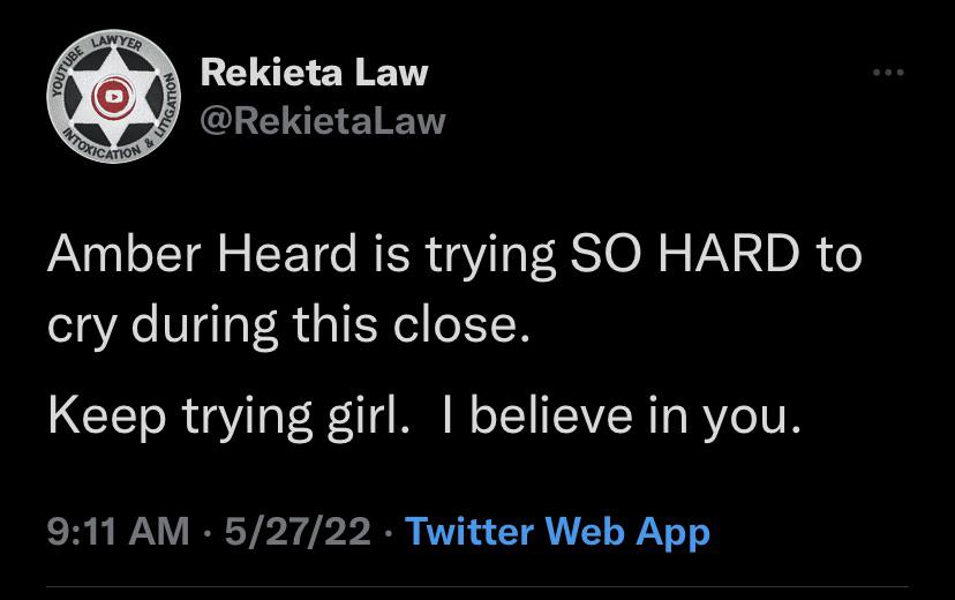 YOUTUBE LAWYER
INTOXICATION & LITIGATION
Rekieta Law
@RekietaLaw
Amber Heard is trying SO HARD to
cry during this close.
Keep trying girl.  I believe in you.
9:11 AM · 5/27/22 · Twitter Web App